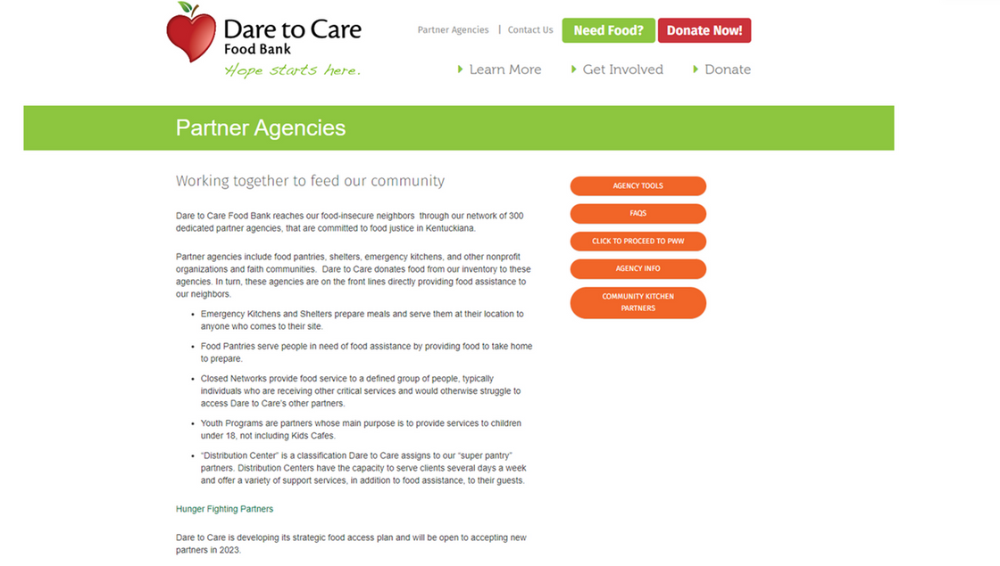 Dare to Care
Food Bank
Hope starts here.
Partner Agencies | Contact Us
Need Food?
Donate Now!
Learn More
Get Involved
Donate
Partner Agencies
Working together to feed our community
Dare to Care Food Bank reaches our food-insecure neighbors through our network of 300
dedicated partner agencies, that are committed to food justice in Kentuckiana.
Partner agencies include food pantries, shelters, emergency kitchens, and other nonprofit
organizations and faith communities. Dare to Care donates food from our inventory to these
agencies. In turn, these agencies are on the front lines directly providing food assistance to
our neighbors.
• Emergency Kitchens and Shelters prepare meals and serve them at their location to
anyone who comes to their site.
• Food Pantries serve people in need of food assistance by providing food to take home
to prepare.
• Closed Networks provide food service to a defined group of people, typically
individuals who are receiving other critical services and would otherwise struggle to
access Dare to Care's other partners.
• Youth Programs are partners whose main purpose is to provide services to children
under 18, not including Kids Cafes.
• “Distribution Center” is a classification Dare to Care assigns to our “super pantry”
partners. Distribution Centers have the capacity to serve clients several days a week
and offer a variety of support services, in addition to food assistance, to their guests.
Hunger Fighting Partners
Dare to Care is developing its strategic food access plan and will be open to accepting new
partners in 2023.
AGENCY TOOLS
FAQS
CLICK TO PROCEED TO PWW
AGENCY INFO
COMMUNITY KITCHEN
PARTNERS